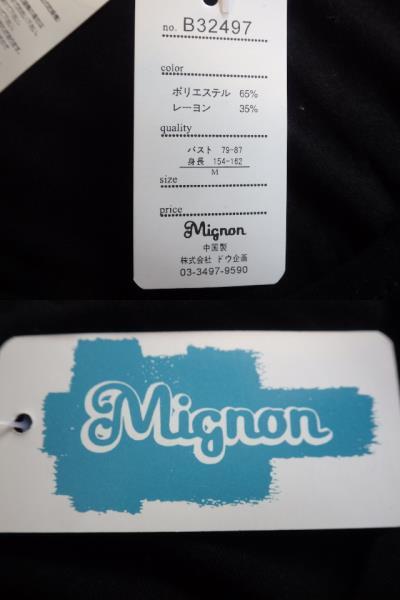 no. B32497
color
ポリエステル 65%
レーヨン 35%
quality
バスト 79-87
身長 154-162
M
size
price
Mignon
中国製
株式会社 ドウ企画
03-3497-9590
Mignon